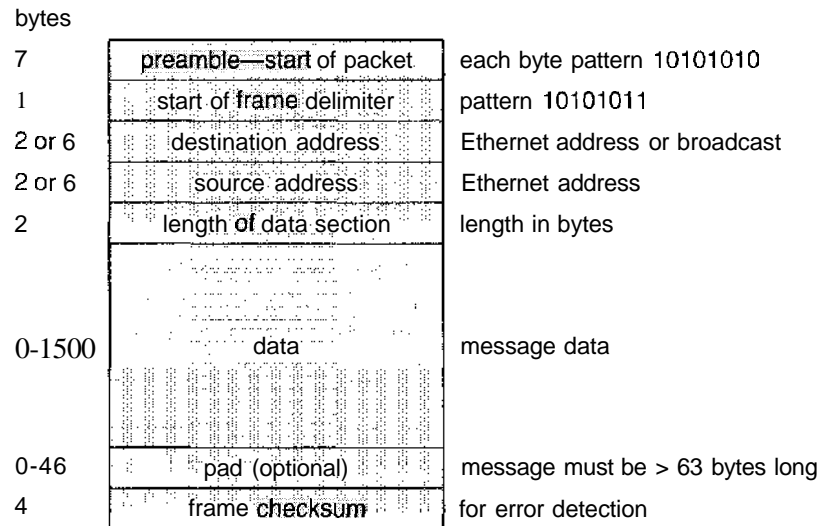 bytes
7 preamble—start of packet each byte pattern 10101010
1 start of frame delimiter pattern 10101011
2 or 6 destination address Ethernet address or broadcast
2 or 6 source address Ethernet address
2 length of data section length in bytes
0-1500 data message data
0-46 pad (optional) message must be > 63 bytes long
4 frame checksum for error detection